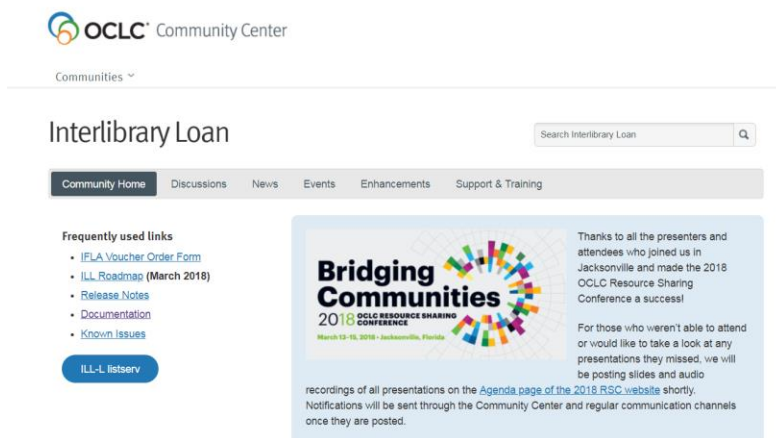 OCLC® Community Center
Communities
Interlibrary Loan
Search Interlibrary Loan
Community Home Discussions News Events Enhancements Support & Training
Frequently used links
IFLA Voucher Order Form
ILL Roadmap (March 2018)
Release Notes
Documentation
Known Issues
ILL-L listserv
Bridging
Communities
2018 OCLC RESOURCE SHARING
CONFERENCE
March 13-15, 2018 • Jacksonville, Florida
Thanks to all the presenters and
attendees who joined us in
Jacksonville and made the 2018
OCLC Resource Sharing
Conference a success!
For those who weren't able to attend
or would like to take a look at any
presentations they missed, we will
be posting slides and audio
recordings of all presentations on the Agenda page of the 2018 RSC website shortly.
Notifications will be sent through the Community Center and regular communication channels
once they are posted.